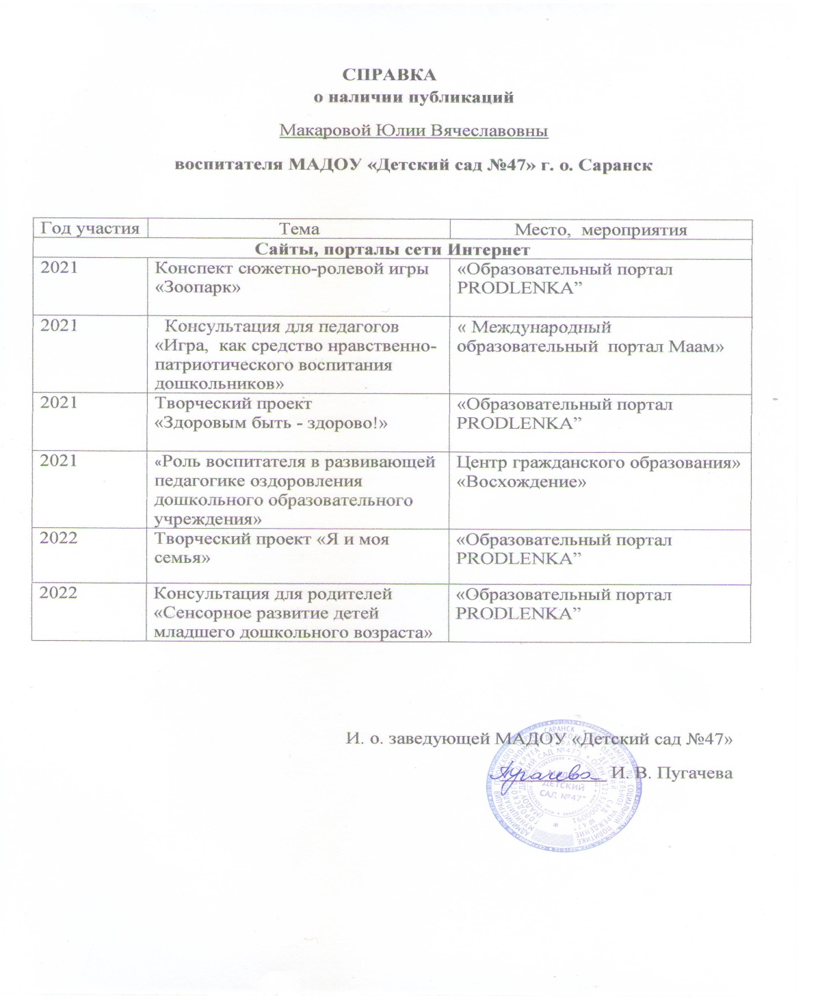 СПРАВКА
о наличии публикаций
Макаровой Юлии Вячеславовны
воспитателя МАДОУ «Детский сад №47» г. о. Саранск
Год участия Тема Место,  мероприятия
Сайты, порталы сети Интернет
2021 Конспект сюжетно-ролевой игры «Образовательный портал
«Зоопарк» PRODLENKA”
2021 Консультация для педагогов « Международный
«Игра,  как средство нравственно- образовательный  портал Маам»
патриотического воспитания
дошкольников»
2021 Творческий проект «Образовательный портал
«Здоровым быть - здорово!» PRODLENKA”
2021 «Роль воспитателя в развивающей Центр гражданского образования»
педагогике оздоровления «Восхождение»
дошкольного образовательного
учреждения»
2022 Творческий проект «Я и моя «Образовательный портал
семья» PRODLENKA”
2022 Консультация для родителей «Образовательный портал
«Сенсорное развитие детей PRODLENKA”
младшего дошкольного возраста»
И. о. заведующей МАДОУ «Детский сад №47»
Пугачева И. В. Пугачева
ДЕТСКИЙ
САД №47"